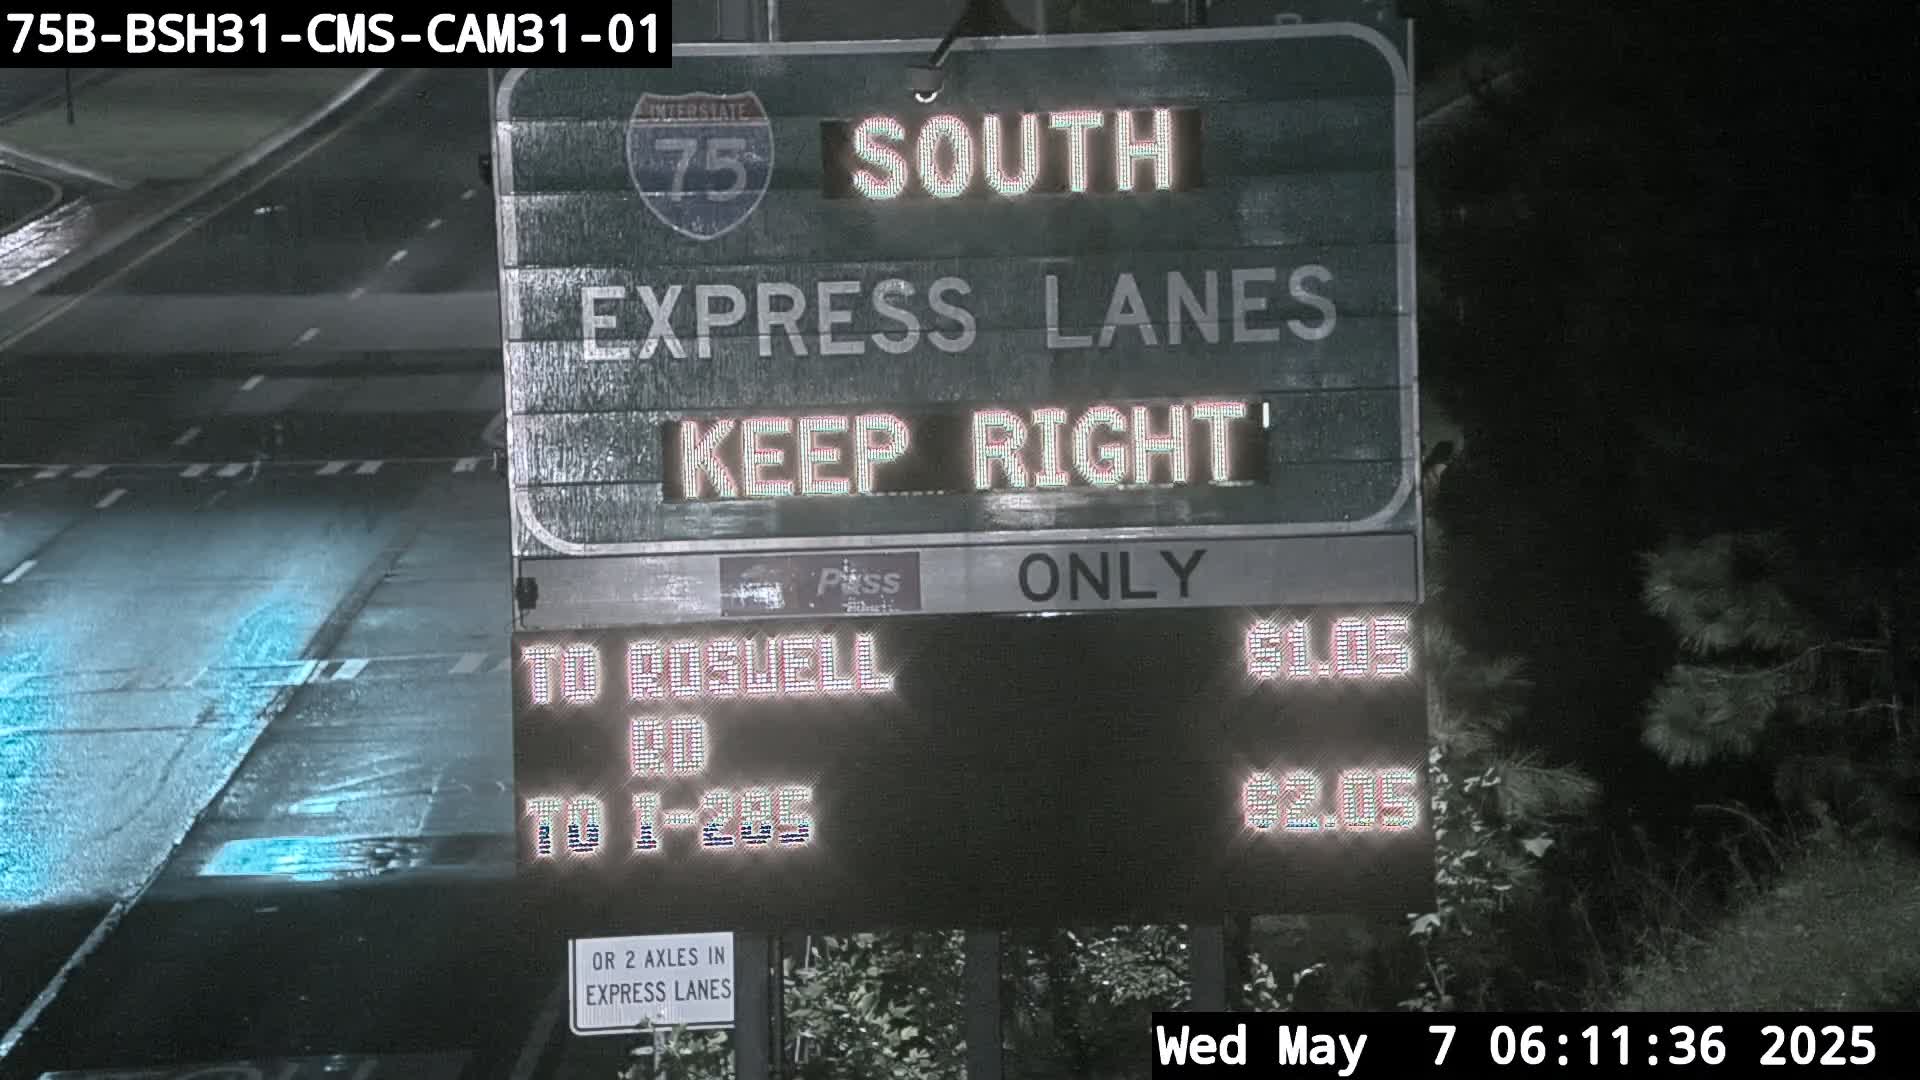 75B-BSH31-CMS-CAM31-01
INTERSTATE
75
SOUTH
EXPRESS LANES
KEEP RIGHT
Pass
ONLY
TO ROSWELL $1.05
RD
TO I-285 $2.05
OR 2 AXLES IN
EXPRESS LANES
Wed May 7 06:11:36 2025